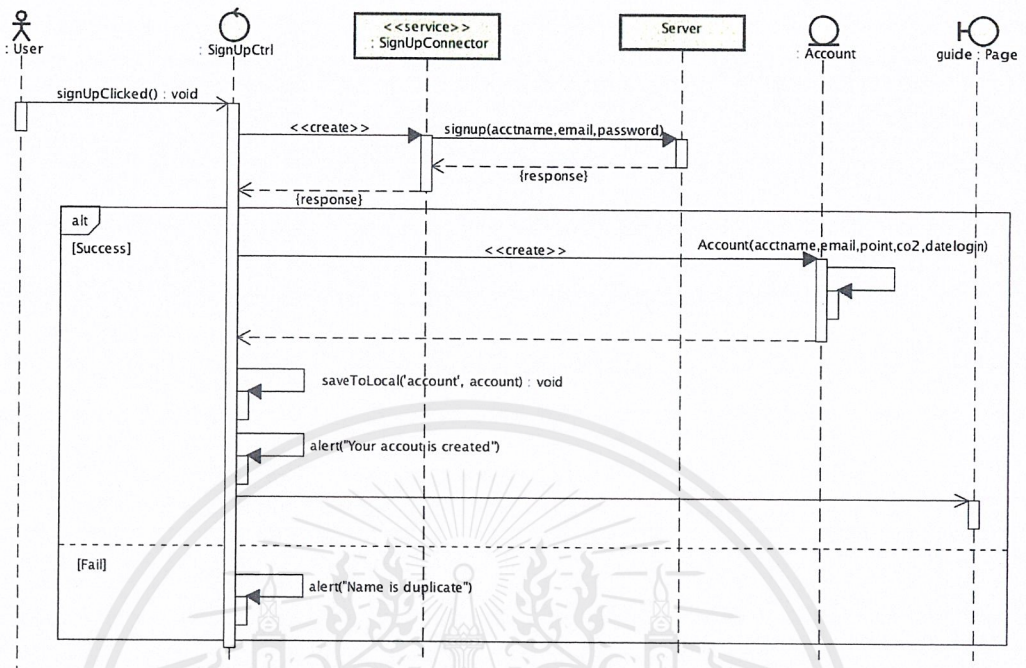 : User
: SignUpCtrl
<<service>>
: SignUpConnector
Server
: Account
guide : Page
signUpClicked() : void
<<create>>
signup(acctname,email,password)
{response}
{response}
alt
[Success]
<<create>>
Account(acctname,email,point,co2,datelogin)
saveToLocal('account', account) : void
alert("Your accout is created")
[Fail]
alert("Name is duplicate")